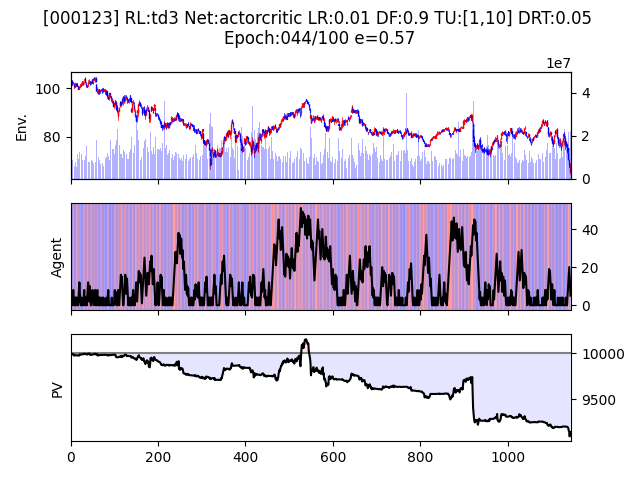 [000123] RL:td3 Net:actorcritic LR:0.01 DF:0.9 TU:[1,10] DRT:0.05
Epoch:044/100 e=0.57
1e7
Env.
100
80
4
2
0
Agent
40
20
0
PV
10000
9500
0
200
400
600
800
1000